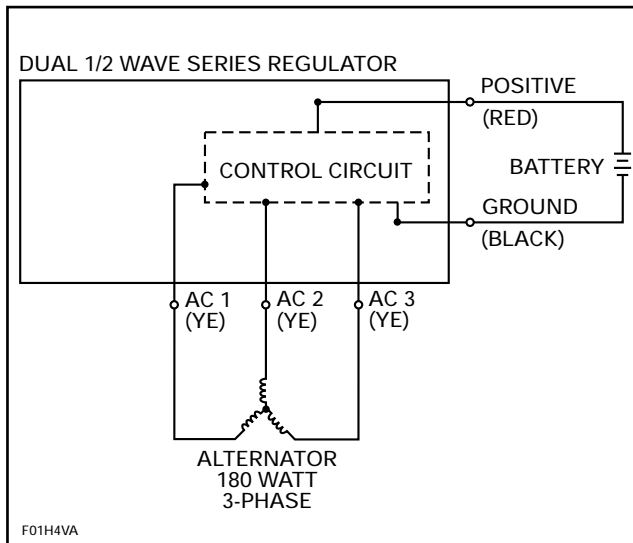 DUAL 1/2 WAVE SERIES REGULATOR
POSITIVE
(RED)
CONTROL CIRCUIT
BATTERY
GROUND
(BLACK)
AC 1
(YE)
AC 2
(YE)
AC 3
(YE)
ALTERNATOR
180 WATT
3-PHASE
F01H4VA